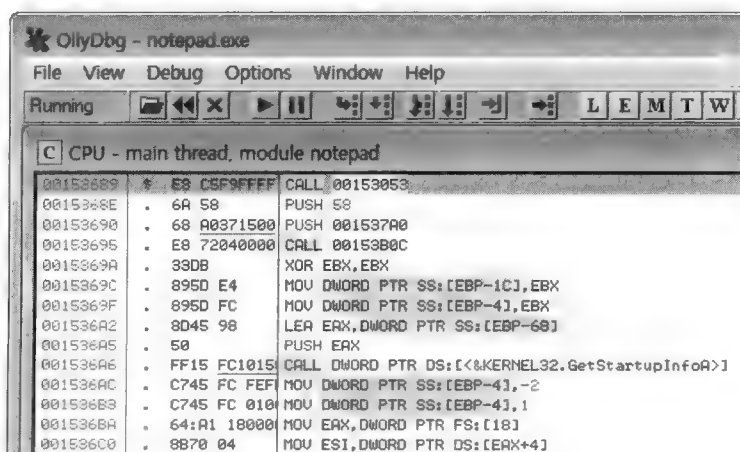 OllyDbg - notepad.exe
File View Debug Options Window Help
Running L E M T W
C CPU - main thread, module notepad
00153689 $ E8 C5F9FFFF CALL 00153053
0015368E . 6A 58 PUSH 58
00153690 . 68 A0371500 PUSH 001537A0
00153695 . E8 72040000 CALL 00153B0C
0015369A . 33DB XOR EBX,EBX
0015369C . 895D E4 MOV DWORD PTR SS:[EBP-1C],EBX
0015369F . 895D FC MOV DWORD PTR SS:[EBP-4],EBX
001536A2 . 8D45 98 LEA EAX,DWORD PTR SS:[EBP-68]
001536A5 . 50 PUSH EAX
001536A6 . FF15 FC1015 CALL DWORD PTR DS:[<&KERNEL32.GetStartupInfoA>]
001536AC . C745 FC FEF MOV DWORD PTR SS:[EBP-4],-2
001536B3 . C745 FC 010 MOV DWORD PTR SS:[EBP-4],1
001536BA . 64:A1 18000 MOV EAX,DWORD PTR FS:[18]
001536C0 . 8B70 04 MOV ESI,DWORD PTR DS:[EAX+4]